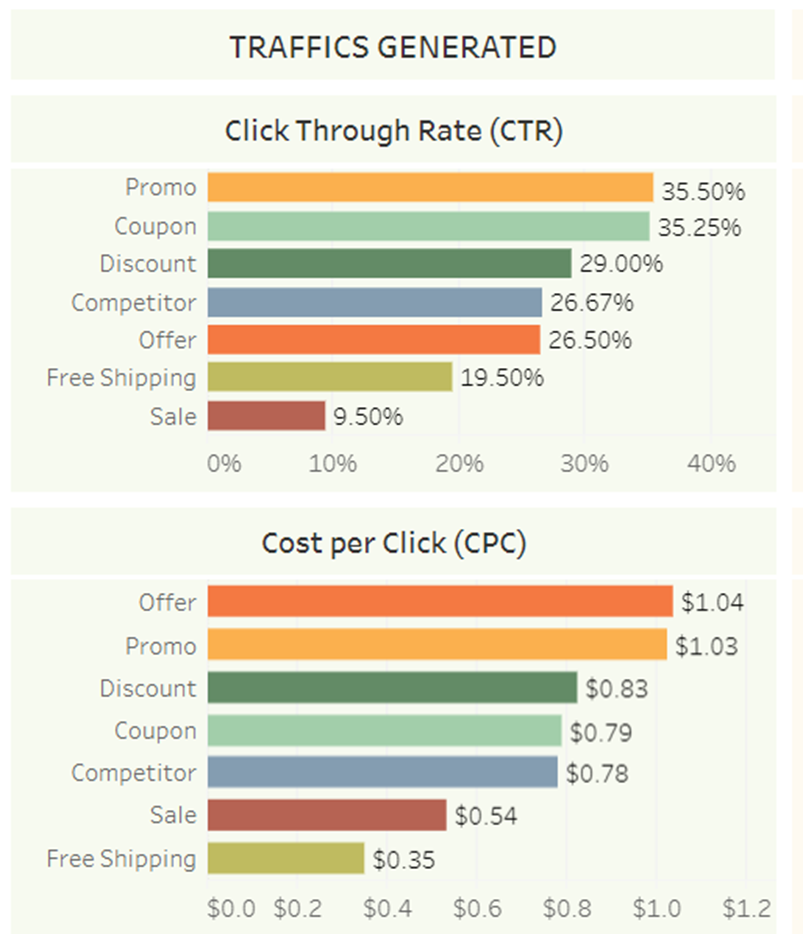 TRAFFICS GENERATED
Click Through Rate (CTR)
Promo 35.50%
Coupon 35.25%
Discount 29.00%
Competitor 26.67%
Offer 26.50%
Free Shipping 19.50%
Sale 9.50%
0% 10% 20% 30% 40%
Cost per Click (CPC)
Offer $1.04
Promo $1.03
Discount $0.83
Coupon $0.79
Competitor $0.78
Sale $0.54
Free Shipping $0.35
$0.0 $0.2 $0.4 $0.6 $0.8 $1.0 $1.2